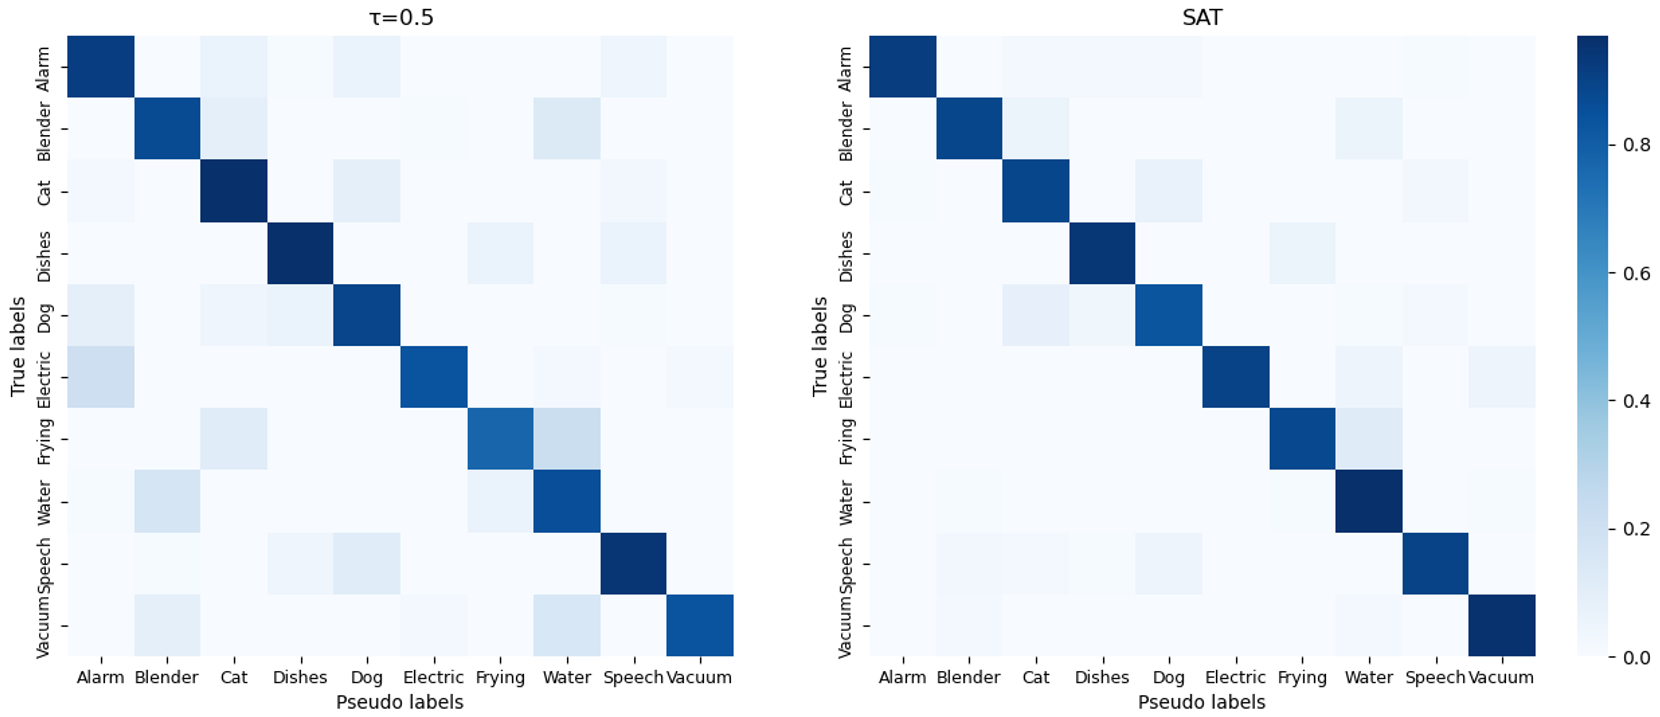 τ=0.5
True labels
Alarm
Blender
Cat
Dishes
Dog
Electric
Frying
Water
Speech
Vacuum
Alarm Blender Cat Dishes Dog Electric Frying Water Speech Vacuum
Pseudo labels
SAT
True labels
Alarm
Blender
Cat
Dishes
Dog
Electric
Frying
Water
Speech
Vacuum
Alarm Blender Cat Dishes Dog Electric Frying Water Speech Vacuum
Pseudo labels
0.8
0.6
0.4
0.2
0.0